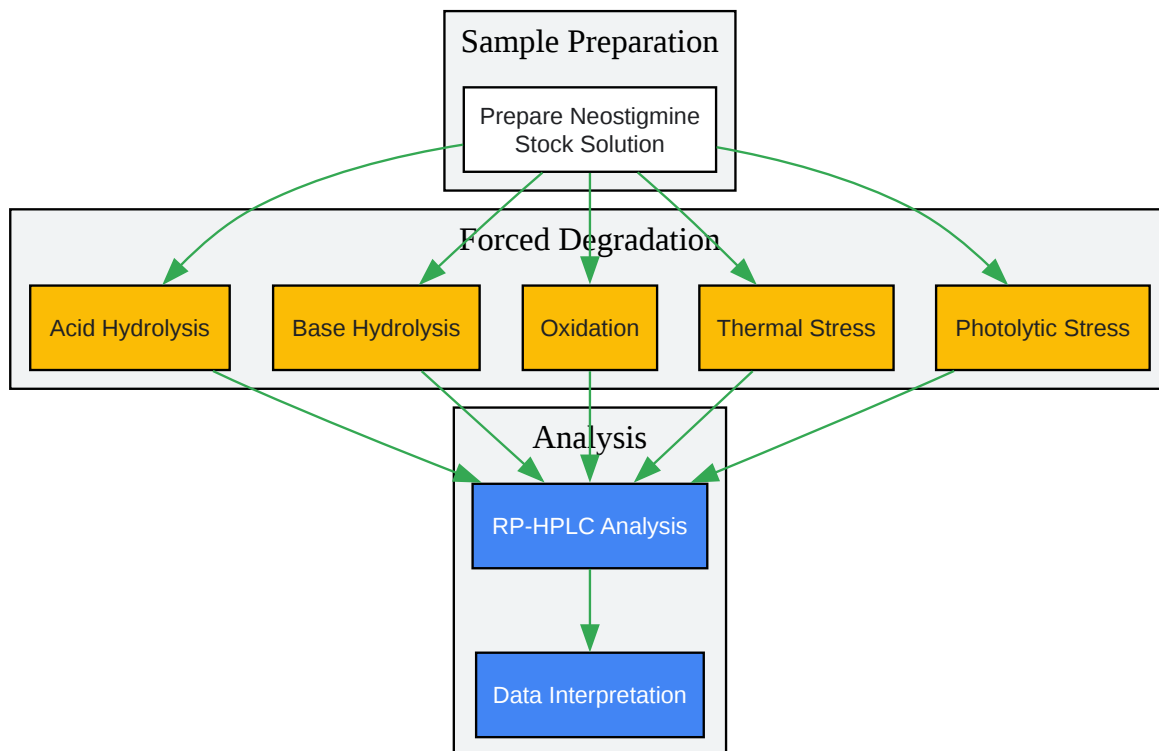 Sample Preparation
Prepare Neostigmine
Stock Solution
Forced Degradation
Acid Hydrolysis
Base Hydrolysis
Oxidation
Thermal Stress
Photolytic Stress
Analysis
RP-HPLC Analysis
Data Interpretation